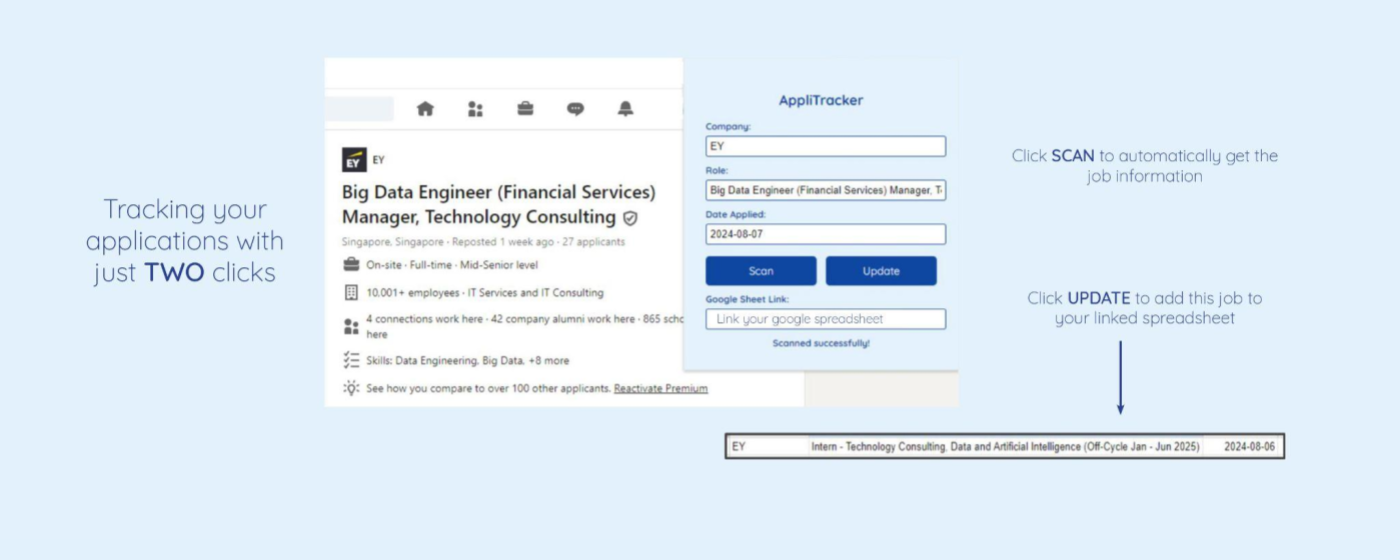 Tracking your
applications with
just TWO clicks
EY EY
Big Data Engineer (Financial Services)
Manager, Technology Consulting
Singapore, Singapore · Reposted 1 week ago · 27 applicants
On-site · Full-time · Mid-Senior level
10,001+ employees · IT Services and IT Consulting
4 connections work here · 42 company alumni work here · 865 scho
here
Skills: Data Engineering, Big Data, +8 more
See how you compare to over 100 other applicants. Reactivate Premium
AppliTracker
Company:
EY
Role:
Big Data Engineer (Financial Services) Manager, T
Date Applied:
2024-08-07
Scan Update
Google Sheet Link:
Link your google spreadsheet
Scanned successfully!
Click SCAN to automatically get the
job information
Click UPDATE to add this job to
your linked spreadsheet
EY Intern - Technology Consulting, Data and Artificial Intelligence (Off-Cycle Jan - Jun 2025) 2024-08-06